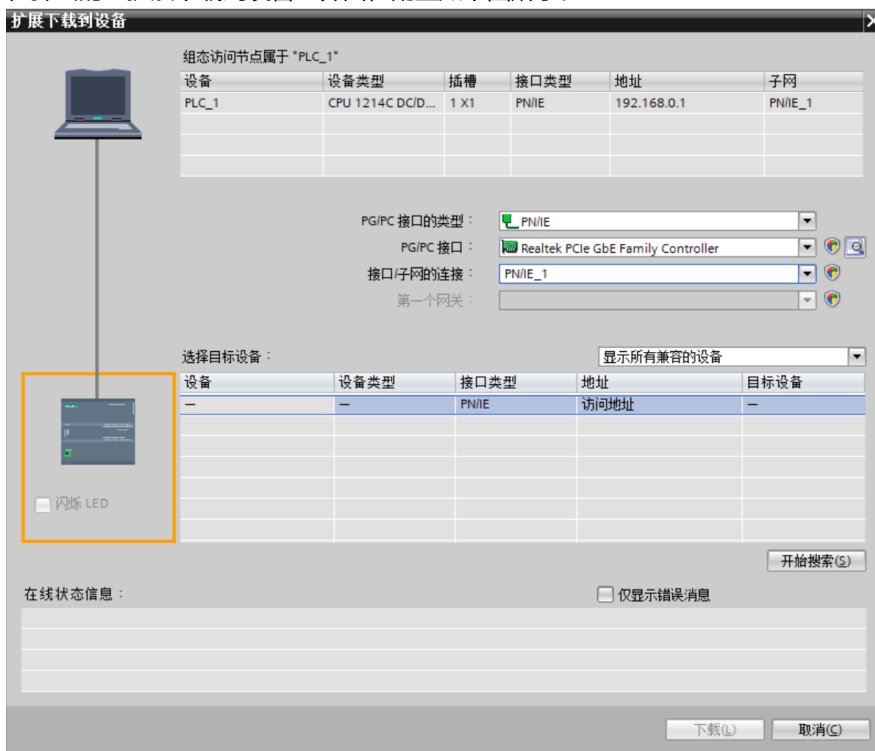 扩展下载到设备
组态访问节点属于 "PLC_1"
设备 设备类型 插槽 接口类型 地址 子网
PLC_1 CPU 1214C DC/D... 1 X1 PN/IE 192.168.0.1 PN/IE_1
PG/PC 接口的类型： PN/IE
PG/PC 接口： Realtek PCIe GbE Family Controller
接口/子网的连接： PN/IE_1
第一个网关：
选择目标设备： 显示所有兼容的设备
设备 设备类型 接口类型 地址 目标设备
— — PN/IE 访问地址 —
闪烁 LED
开始搜索(S)
在线状态信息： 仅显示错误消息
下载(L) 取消(C)